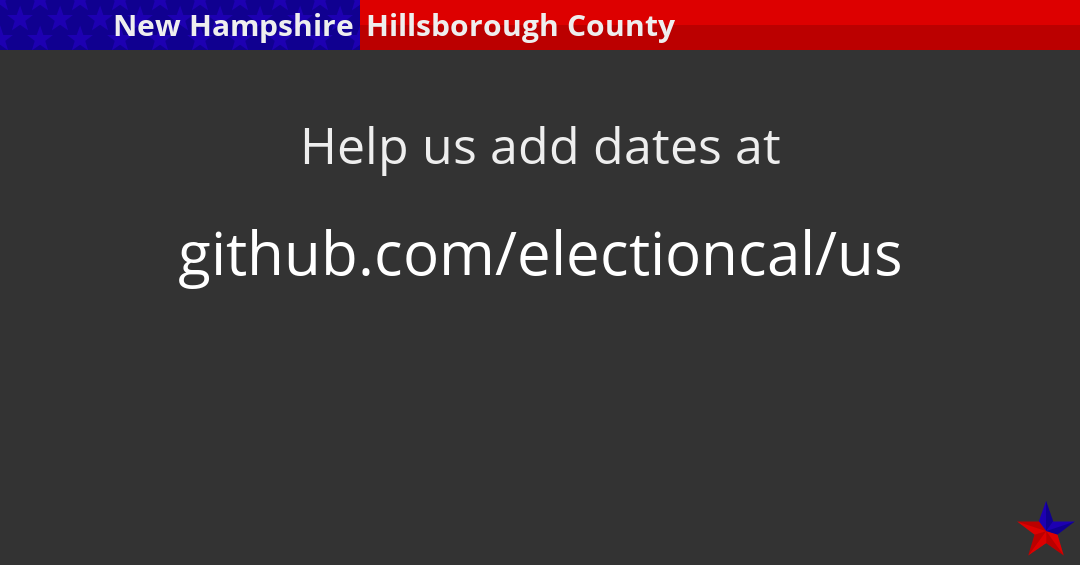 New Hampshire Hillsborough County
Help us add dates at
github.com/electioncal/us